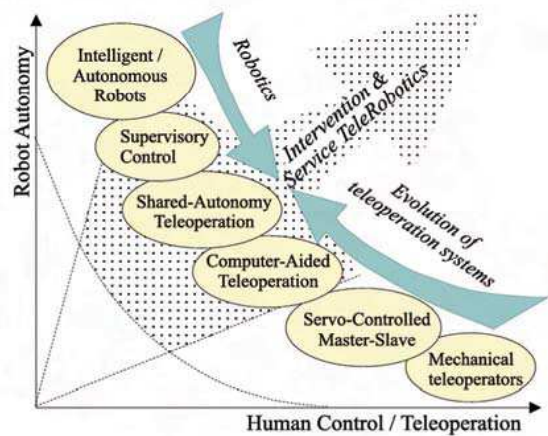 Intelligent /
Autonomous
Robots
Robotics
Intervention &
Service TeleRobotics
Supervisory
Control
Shared-Autonomy
Teleoperation
Evolution of
teleoperation systems
Computer-Aided
Teleoperation
Servo-Controlled
Master-Slave
Mechanical
teleoperators
Robot Autonomy
Human Control / Teleoperation